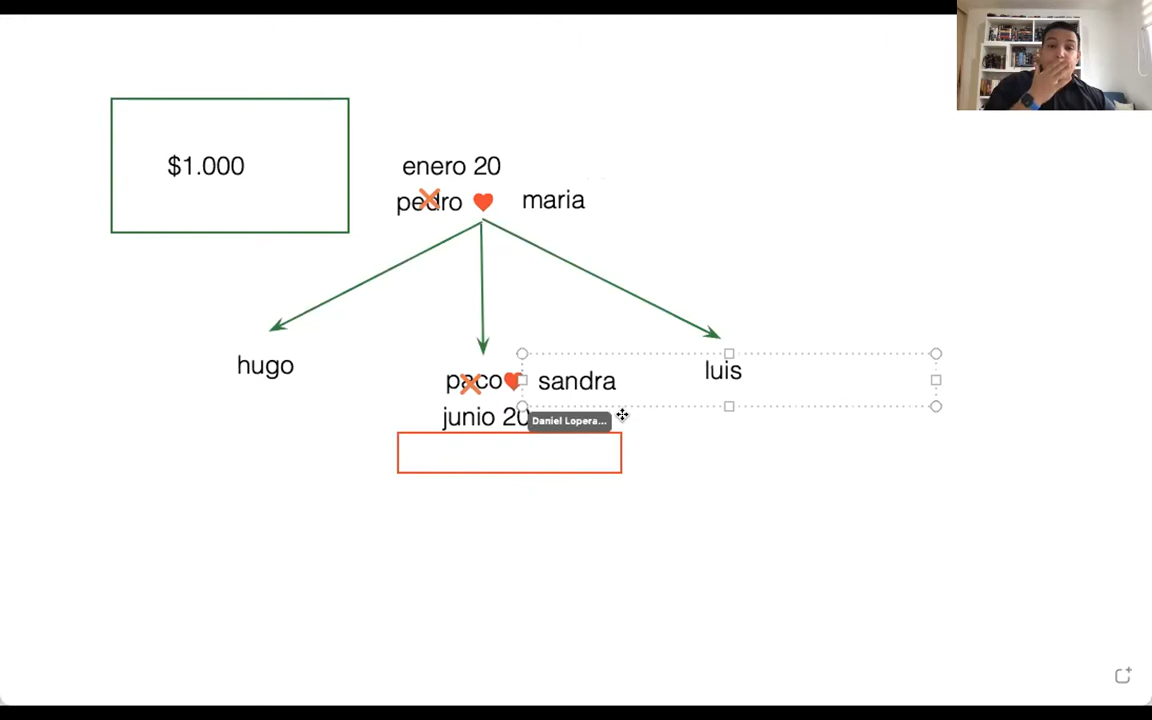 $1.000
enero 20
pedro
maria
hugo
paco
sandra
luis
junio 20
Daniel Lopera...